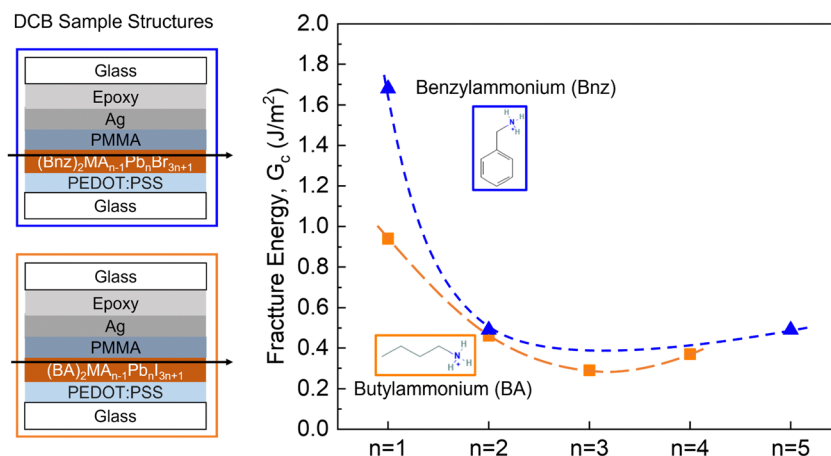 DCB Sample Structures
Glass
Epoxy
Ag
PMMA
(Bnz)₂MAₙ₋₁PbₙBr₃ₙ₊₁
PEDOT:PSS
Glass
Glass
Epoxy
Ag
PMMA
(BA)₂MAₙ₋₁PbₙI₃ₙ₊₁
PEDOT:PSS
Glass
Fractture Energy, G꜀ (J/m²)
2.0
1.8
1.6
1.4
1.2
1.0
0.8
0.6
0.4
0.2
0.0
Benzylammonium (Bnz)
H
N
H
+
H
H
N
+
H
H
Butylammonium (BA)
n=1
n=2
n=3
n=4
n=5